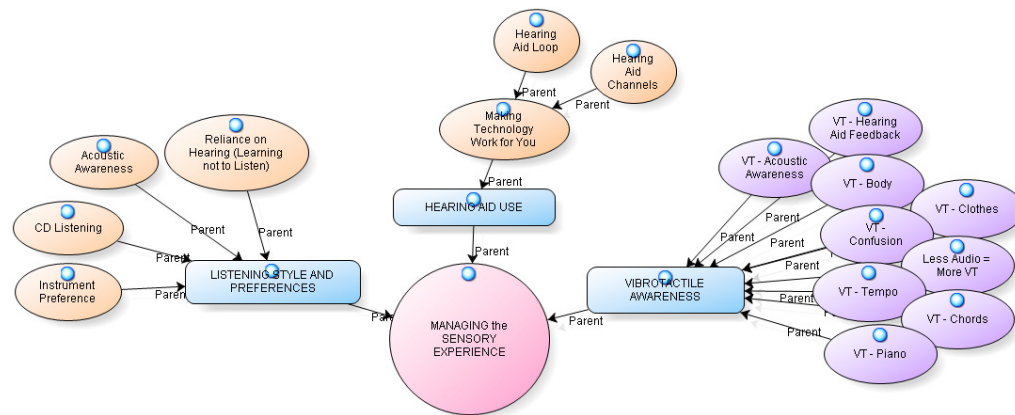 Hearing
Aid Loop
Hearing
Aid
Channels
Parent
Parent
Making
Technology
Work for You
Reliance on
Hearing (Learning
not to Listen)
Acoustic
Awareness
VT - Hearing
Aid Feedback
VT - Acoustic
Awareness
VT - Body
VT - Clothes
VT -
Confusion
Less Audio =
More VT
VT - Tempo
VT - Chords
VT - Piano
Parent
HEARING AID USE
CD Listening
Instrument
Preference
Parent
Parent
Parent
Parent
LISTENING STYLE AND
PREFERENCES
Parent
Parent
MANAGING the
SENSORY
EXPERIENCE
Parent
VIBROTACTILE
AWARENESS
Parent
Parent
Parent
Parent
Parent
Parent